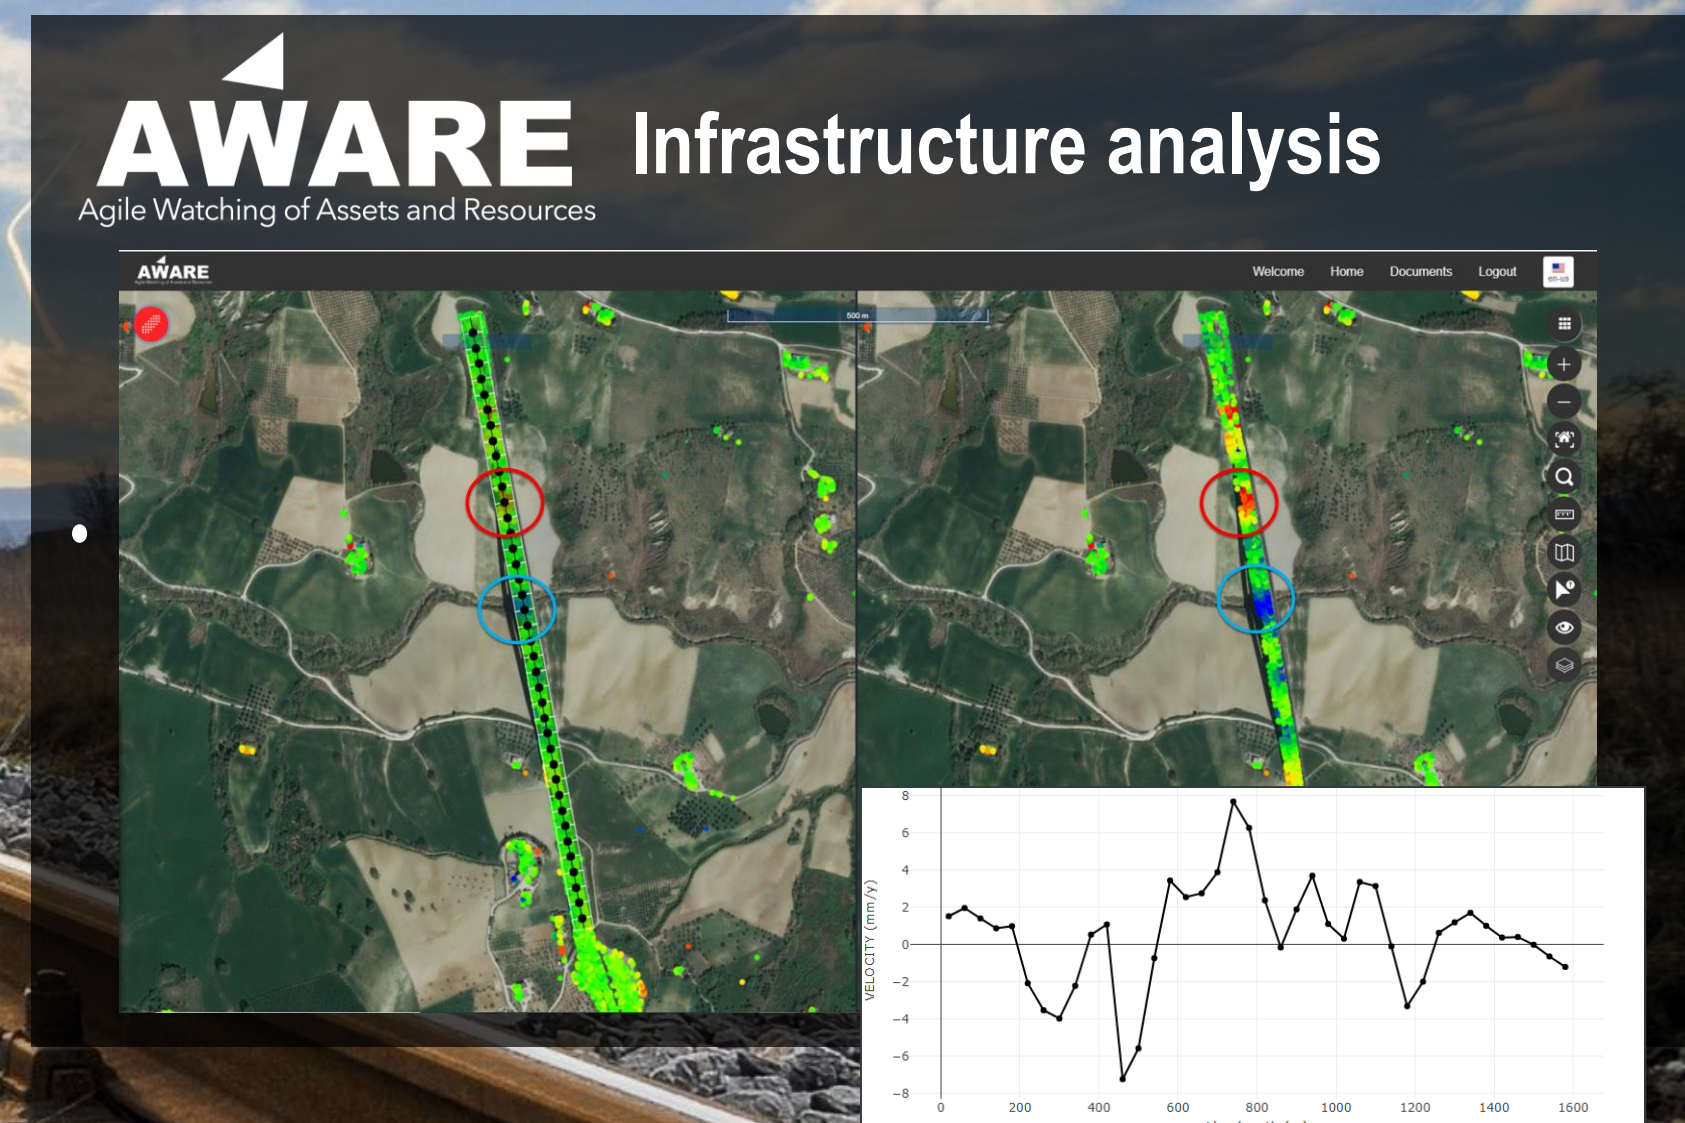 AWARE
Agile Watching of Assets and Resources
Infrastructure analysis
AWARE
Welcome Home Documents Logout
en-us
500 m
8
6
4
2
0
−2
−4
−6
−8
VELOCITY (mm/y)
0 200 400 600 800 1000 1200 1400 1600